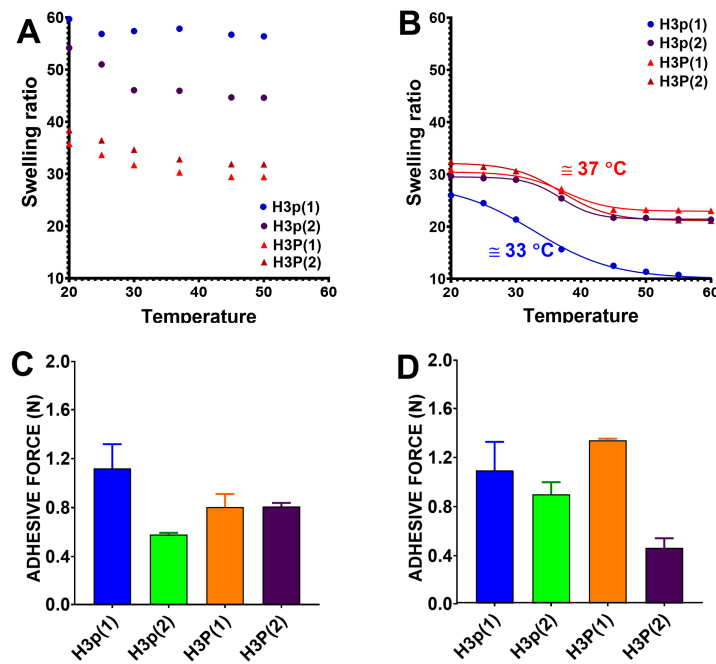 A
Swelling ratio
60
50
40
30
20
10
20
30
40
50
60
Temperature
H3p(1)
H3p(2)
H3P(1)
H3P(2)
B
Swelling ratio
60
50
40
30
20
10
20
30
40
50
60
Temperature
H3p(1)
H3p(2)
H3P(1)
H3P(2)
≅ 37 °C
≅ 33 °C
C
ADHESIVE FORCE (N)
2.0
1.6
1.2
0.8
0.4
0.0
H3p(1)
H3p(2)
H3P(1)
H3P(2)
D
ADHESIVE FORCE (N)
2.0
1.6
1.2
0.8
0.4
0.0
H3p(1)
H3p(2)
H3P(1)
H3P(2)